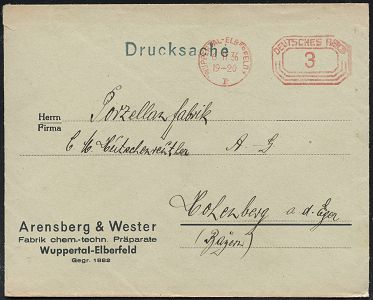 Drucksache
WUPPERTAL-ELBERFELD
36
19-20
DEUTSCHES REICH
3
Herrn
Firma
Porzellanfabrik
C M Hutschenreuther A G
Hohenberg a. d. Eger
(Bayern)
Arensberg & Wester
Fabrik chem.-techn. Präparate
Wuppertal-Elberfeld
Gegr. 1882